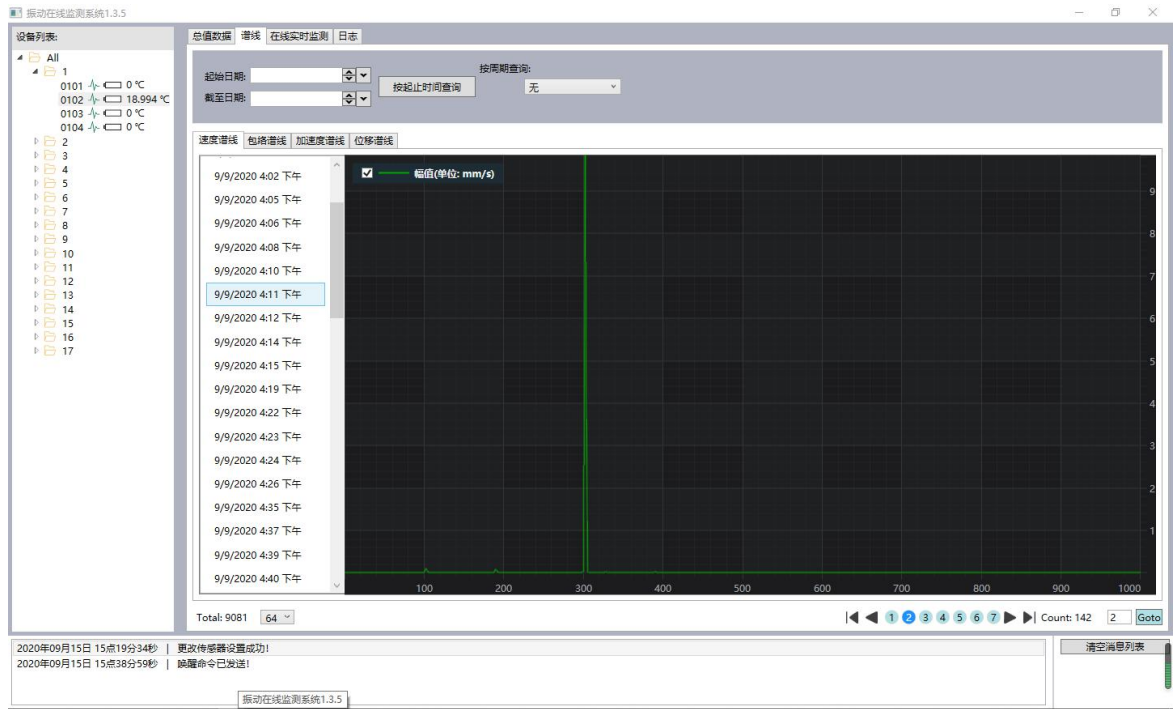 振动在线监测系统1.3.5
设备列表:
All
1
0101 0 ℃
0102 18.994 ℃
0103 0 ℃
0104 0 ℃
2
3
4
5
6
7
8
9
10
11
12
13
14
15
16
17
总值数据 谱线 在线实时监测 日志
起始日期:
截至日期:
按起止时间查询
按周期查询:
无
速度谱线 包络谱线 加速度谱线 位移谱线
9/9/2020 4:02 下午
9/9/2020 4:05 下午
9/9/2020 4:06 下午
9/9/2020 4:08 下午
9/9/2020 4:10 下午
9/9/2020 4:11 下午
9/9/2020 4:12 下午
9/9/2020 4:14 下午
9/9/2020 4:15 下午
9/9/2020 4:19 下午
9/9/2020 4:22 下午
9/9/2020 4:23 下午
9/9/2020 4:24 下午
9/9/2020 4:26 下午
9/9/2020 4:35 下午
9/9/2020 4:37 下午
9/9/2020 4:39 下午
9/9/2020 4:40 下午
幅值(单位: mm/s)
9
8
7
6
5
4
3
2
1
100 200 300 400 500 600 700 800 900 1000
Total: 9081 64
1 2 3 4 5 6 7 Count: 142 2 Goto
2020年09月15日 15点19分34秒 | 更改传感器设置成功!
2020年09月15日 15点38分59秒 | 唤醒命令已发送!
清空消息列表
振动在线监测系统1.3.5